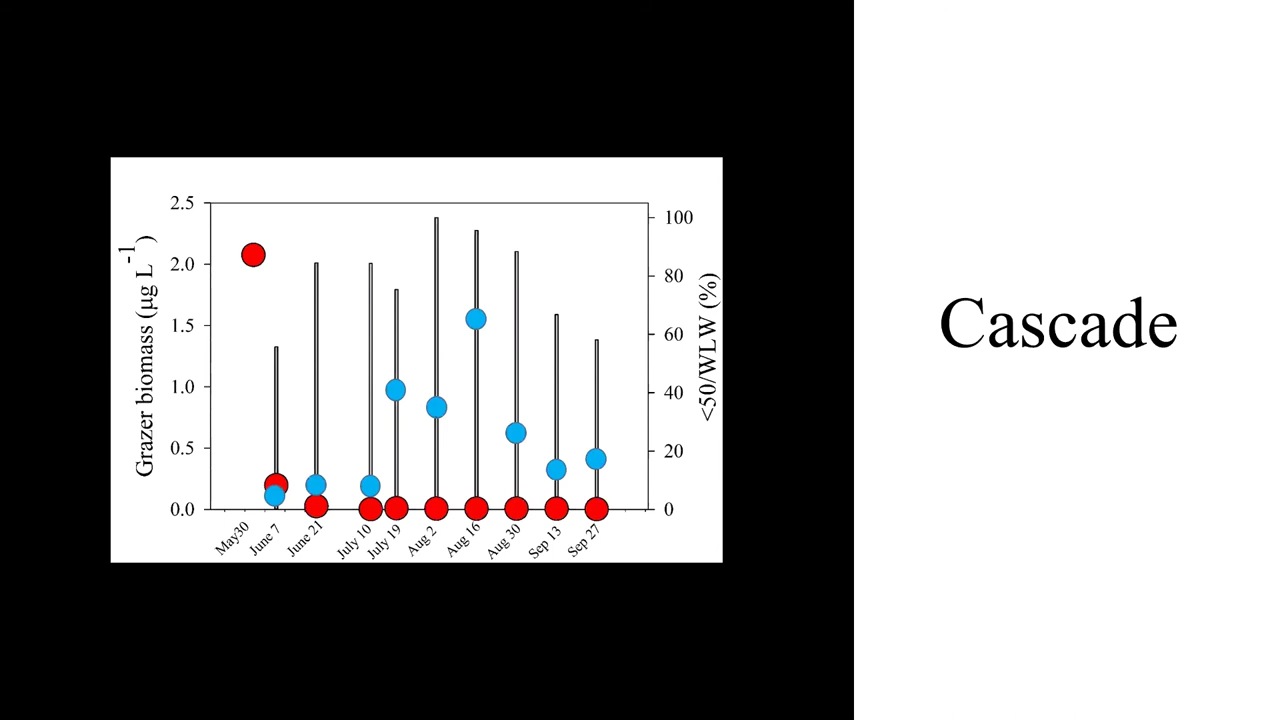 2.5
2.0
1.5
1.0
0.5
0.0
Grazer biomass (µg L-1)
100
80
60
40
20
0
<50/WLW (%)
May30
June 7
June 21
July 10
July 19
Aug 2
Aug 16
Aug 30
Sep 13
Sep 27
Cascade